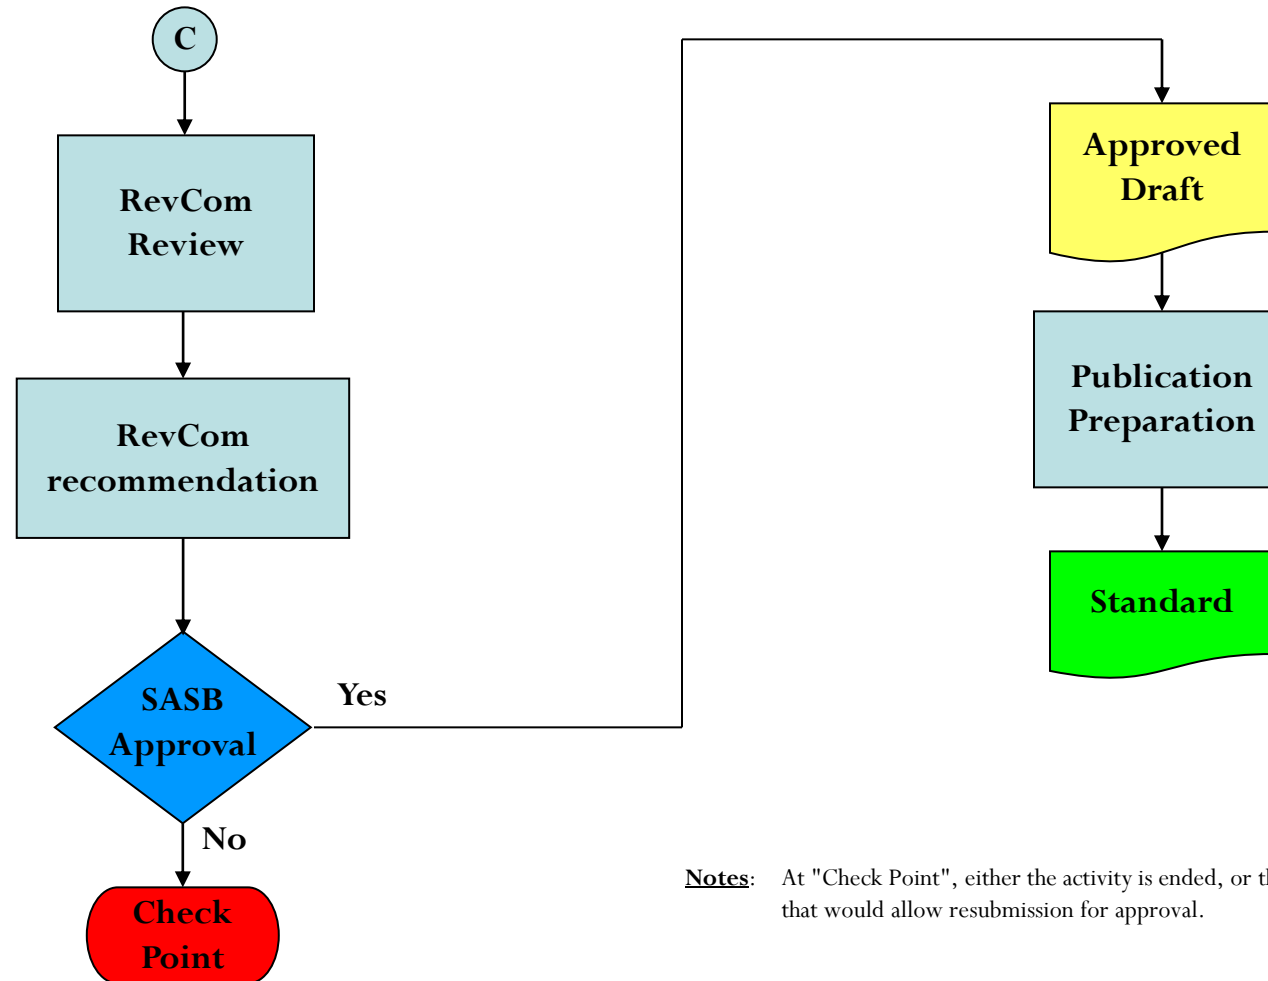 C
RevCom
Review
RevCom
recommendation
SASB
Approval
Yes
No
Check
Point
Approved
Draft
Publication
Preparation
Standard
Notes: At "Check Point", either the activity is ended, or
that would allow resubmission for approval.